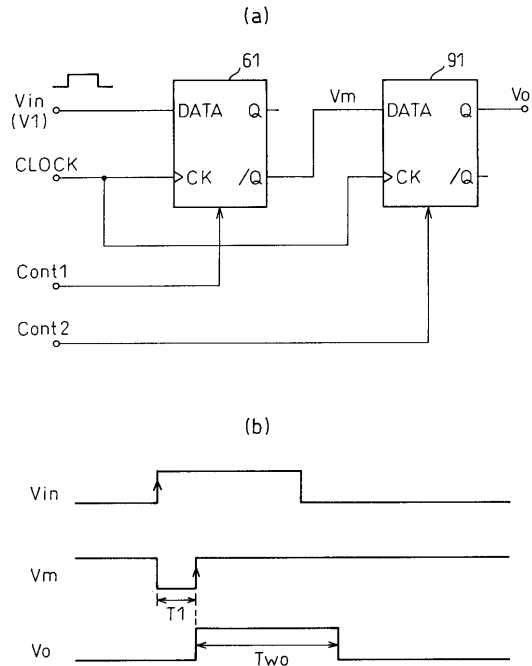 (a)
61
91
Vin
(V1)
DATA Q
Vm
DATA Q
Vo
CLOCK
CK /Q
CK /Q
Cont1
Cont2
(b)
Vin
Vm
T1
Vo
Two